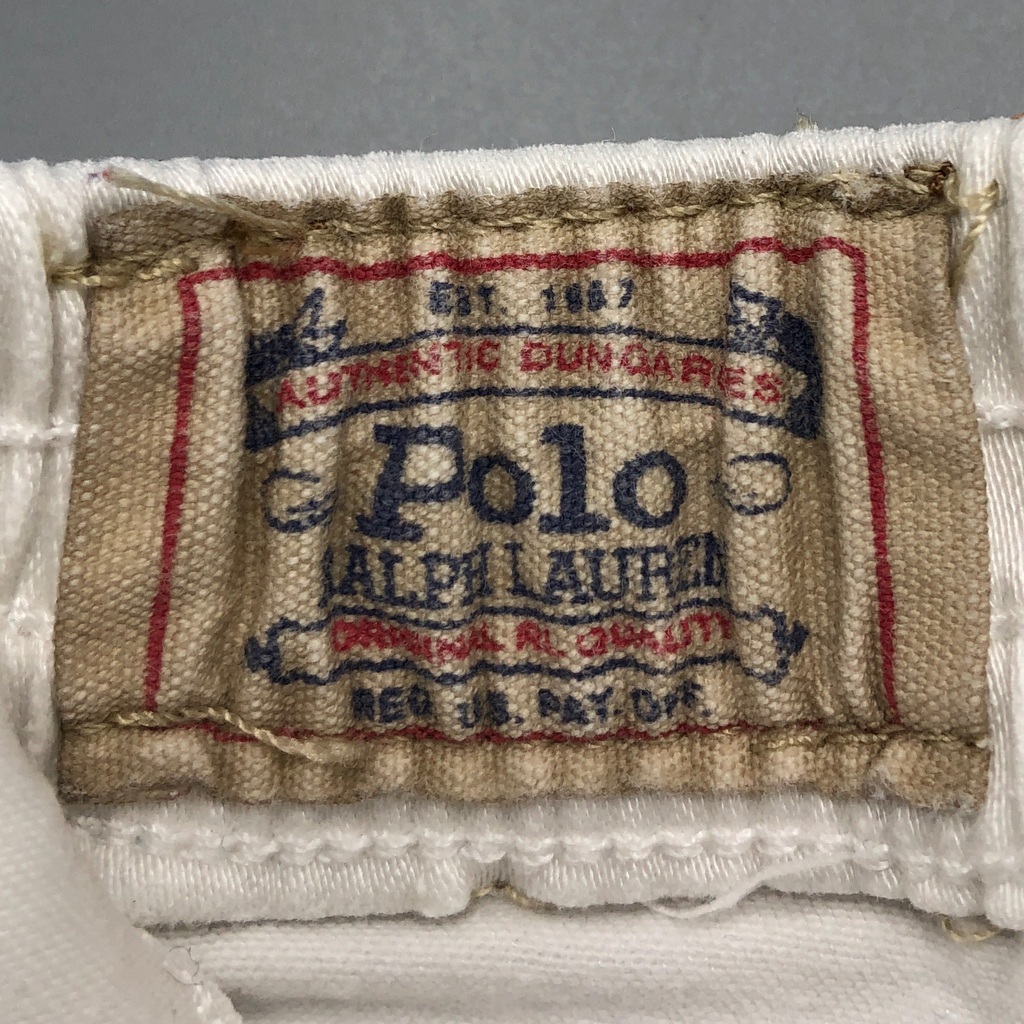 EST. 1967
AUTHENTIC DUNGAREES
Polo
RALPH LAUREN
ORIGINAL RL QUALITY
REG. U.S. PAT. OFF.